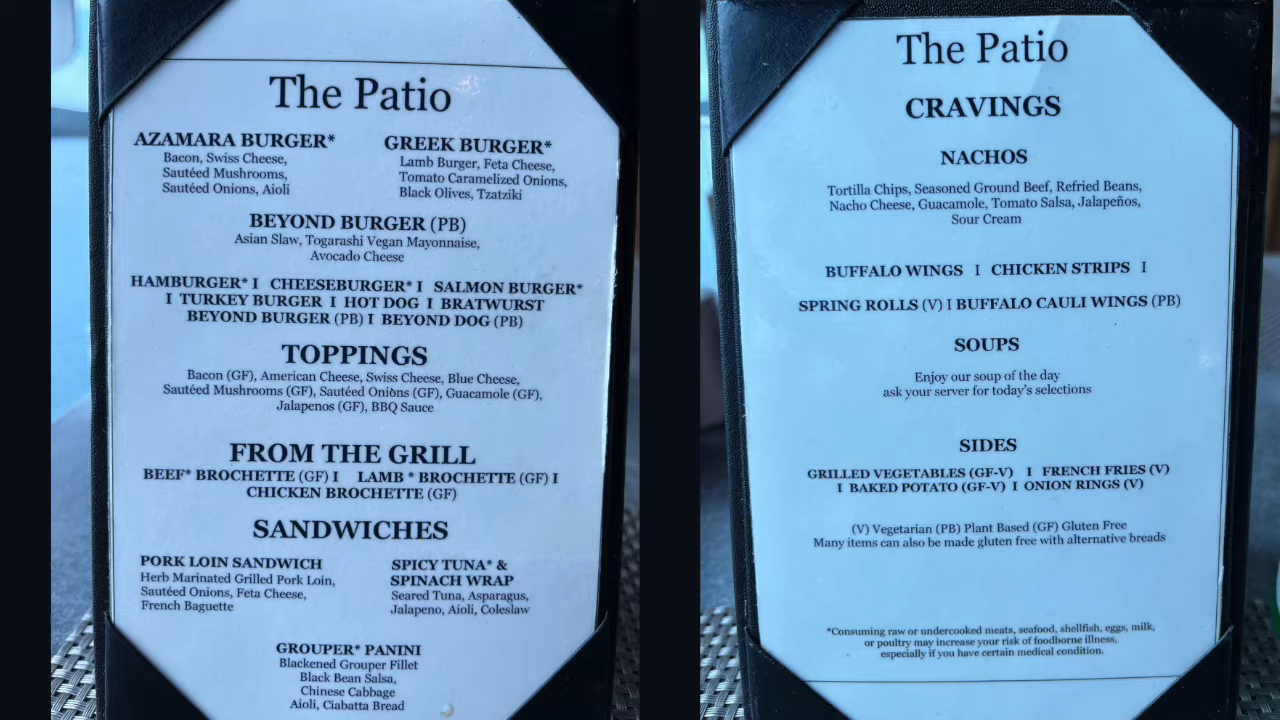 The Patio
AZAMARA BURGER*
Bacon, Swiss Cheese,
Sautéed Mushrooms,
Sautéed Onions, Aioli
GREEK BURGER*
Lamb Burger, Feta Cheese,
Tomato Caramelized Onions,
Black Olives, Tzatziki
BEYOND BURGER (PB)
Asian Slaw, Togarashi Vegan Mayonnaise,
Avocado Cheese
HAMBURGER* I CHEESEBURGER* I SALMON BURGER*
I TURKEY BURGER I HOT DOG I BRATWURST
BEYOND BURGER (PB) I BEYOND DOG (PB)
TOPPINGS
Bacon (GF), American Cheese, Swiss Cheese, Blue Cheese,
Sautéed Mushrooms (GF), Sautéed Onions (GF), Guacamole (GF),
Jalapenos (GF), BBQ Sauce
FROM THE GRILL
BEEF* BROCHETTE (GF) I LAMB * BROCHETTE (GF) I
CHICKEN BROCHETTE (GF)
SANDWICHES
PORK LOIN SANDWICH
Herb Marinated Grilled Pork Loin,
Sautéed Onions, Feta Cheese,
French Baguette
SPICY TUNA* &
SPINACH WRAP
Seared Tuna, Asparagus,
Jalapeno, Aioli, Coleslaw
GROUPER* PANINI
Blackened Grouper Fillet
Black Bean Salsa,
Chinese Cabbage
Aioli, Ciabatta Bread
The Patio
CRAVINGS
NACHOS
Tortilla Chips, Seasoned Ground Beef, Refried Beans,
Nacho Cheese, Guacamole, Tomato Salsa, Jalapeños,
Sour Cream
BUFFALO WINGS I CHICKEN STRIPS I
SPRING ROLLS (V) I BUFFALO CAULI WINGS (PB)
SOUPS
Enjoy our soup of the day
ask your server for today's selections
SIDES
GRILLED VEGETABLES (GF-V) I FRENCH FRIES (V)
I BAKED POTATO (GF-V) I ONION RINGS (V)
(V) Vegetarian (PB) Plant Based (GF) Gluten Free
Many items can also be made gluten free with alternative breads
*Consuming raw or undercooked meats, seafood, shellfish, eggs, milk,
or poultry may increase your risk of foodborne illness,
especially if you have certain medical condition.